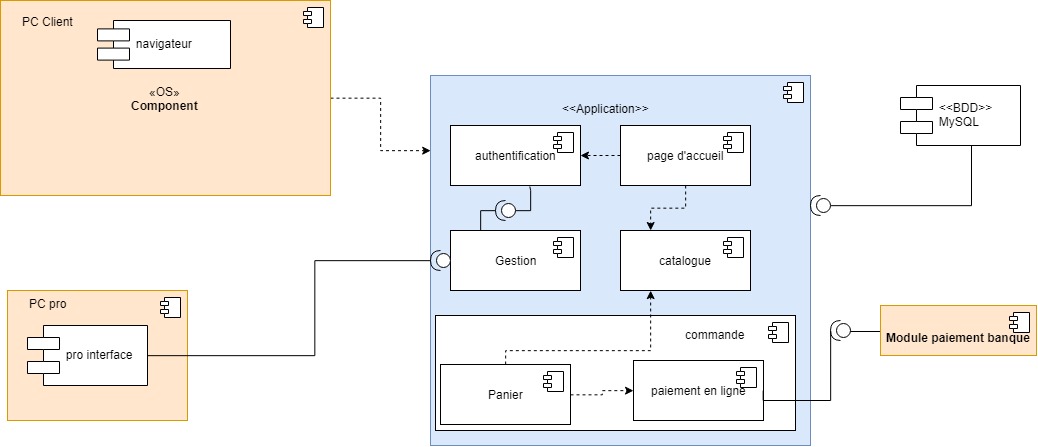 PC Client
navigateur
«OS»
Component
<<Application>>
authentification
page d'accueil
<<BDD>>
MySQL
Gestion
catalogue
PC pro
pro interface
commande
Module paiement banque
Panier
paiement en ligne